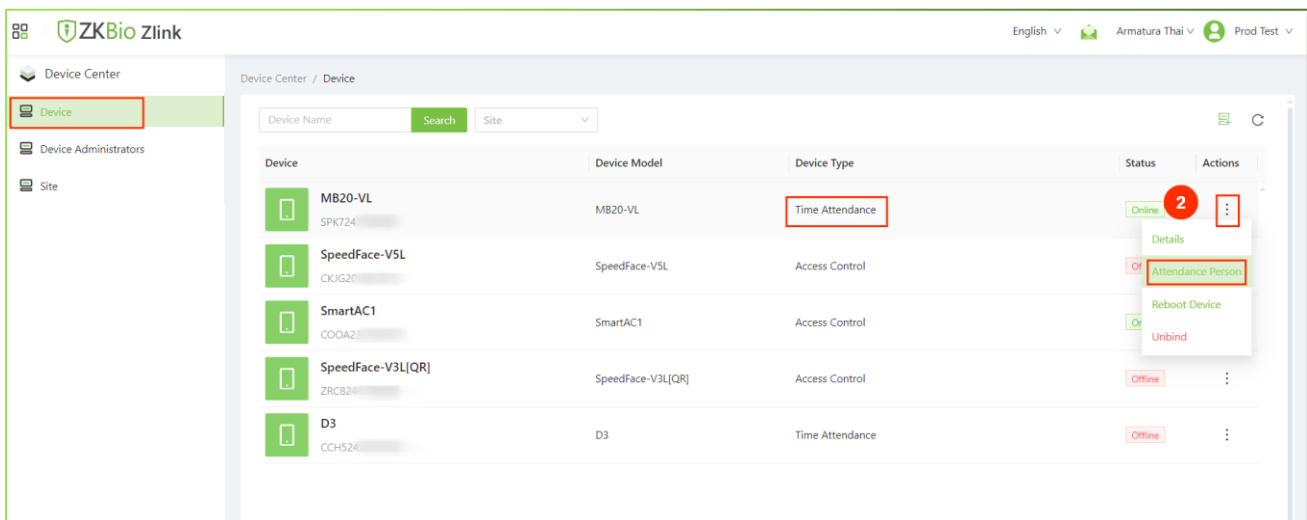 ZKBio Zlink
English
Armatura Thai
Prod Test
Device Center
Device Center / Device
Device
Device Administrators
Site
Device Name
Search
Site
Device
Device Model
Device Type
Status
Actions
MB20-VL
SPK724
MB20-VL
Time Attendance
Online
2
Details
Attendance Person
Reboot Device
Unbind
SpeedFace-V5L
CKJG20
SpeedFace-V5L
Access Control
SmartAC1
COOA2
SmartAC1
Access Control
SpeedFace-V3L[QR]
ZRC824
SpeedFace-V3L[QR]
Access Control
Offline
D3
CCH524
D3
Time Attendance
Offline